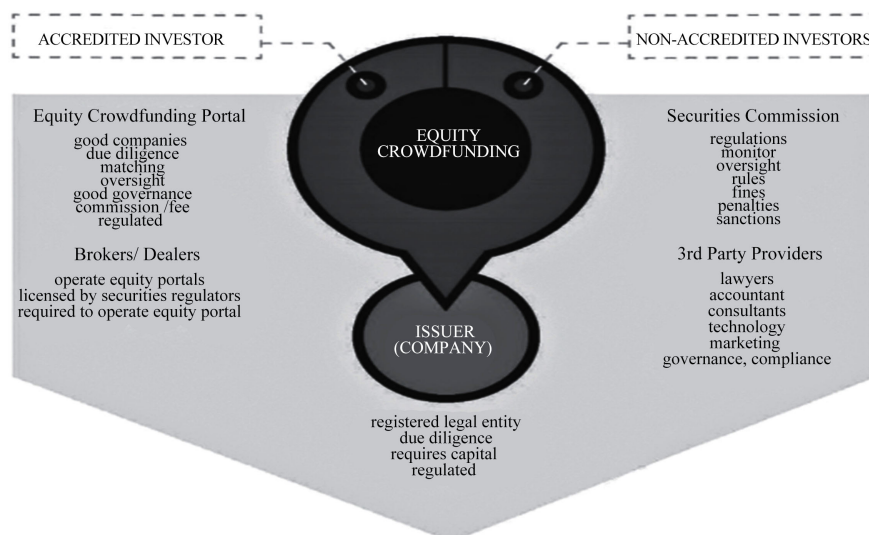 ACCREDITED INVESTOR
NON-ACCREDITED INVESTORS
Equity Crowdfunding Portal
good companies
due diligence
matching
oversight
good governance
commission /fee
regulated
Brokers/ Dealers
operate equity portals
licensed by securities regulators
required to operate equity portal
EQUITY
CROWDFUNDING
ISSUER
(COMPANY)
registered legal entity
due diligence
requires capital
regulated
Securities Commission
regulations
monitor
oversight
rules
fines
penalties
sanctions
3rd Party Providers
lawyers
accountant
consultants
technology
marketing
governance, compliance